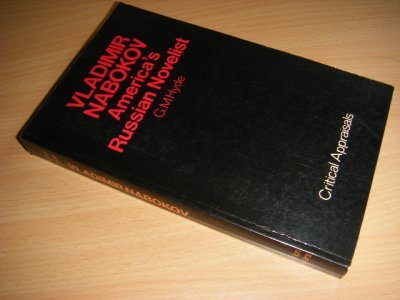 VLADIMIR
NABOKOV
America's
Russian Novelist
G.M.Hyde
Critical Appraisals
VLADIMIR NABOKOV